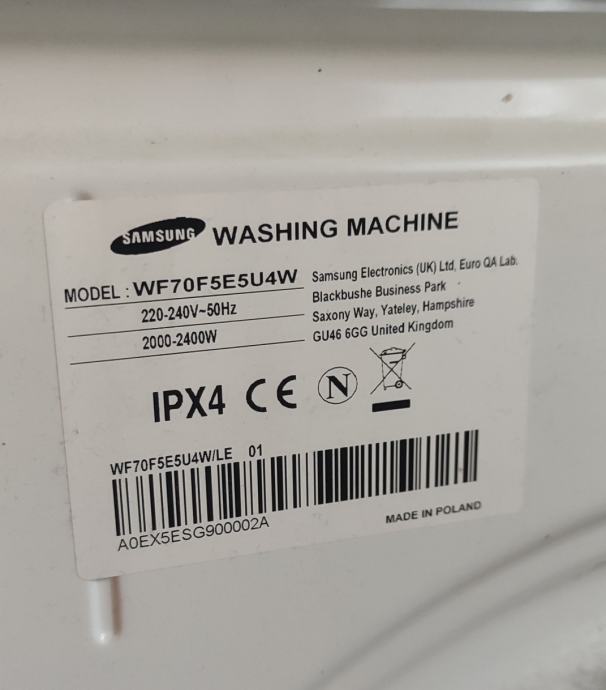 SAMSUNG WASHING MACHINE
MODEL : WF70F5E5U4W
220-240V~50Hz
2000-2400W
Samsung Electronics (UK) Ltd, Euro QA Lab.
Blackbushe Business Park
Saxony Way, Yateley, Hampshire
GU46 6GG United Kingdom
IPX4 CE N
WF70F5E5U4W/LE 01
A0EX5ESG900002A
MADE IN POLAND